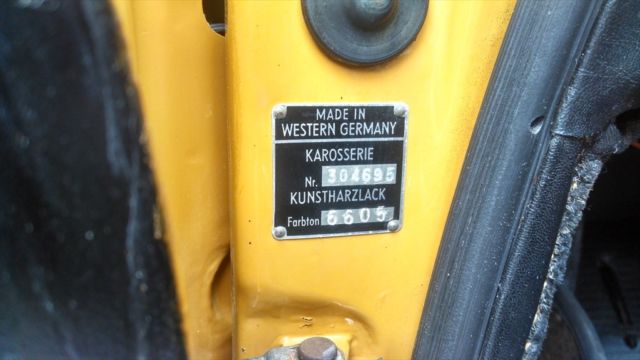 MADE IN
WESTERN GERMANY
KAROSSERIE
Nr. 304695
KUNSTHARZLACK
Farbton 6605